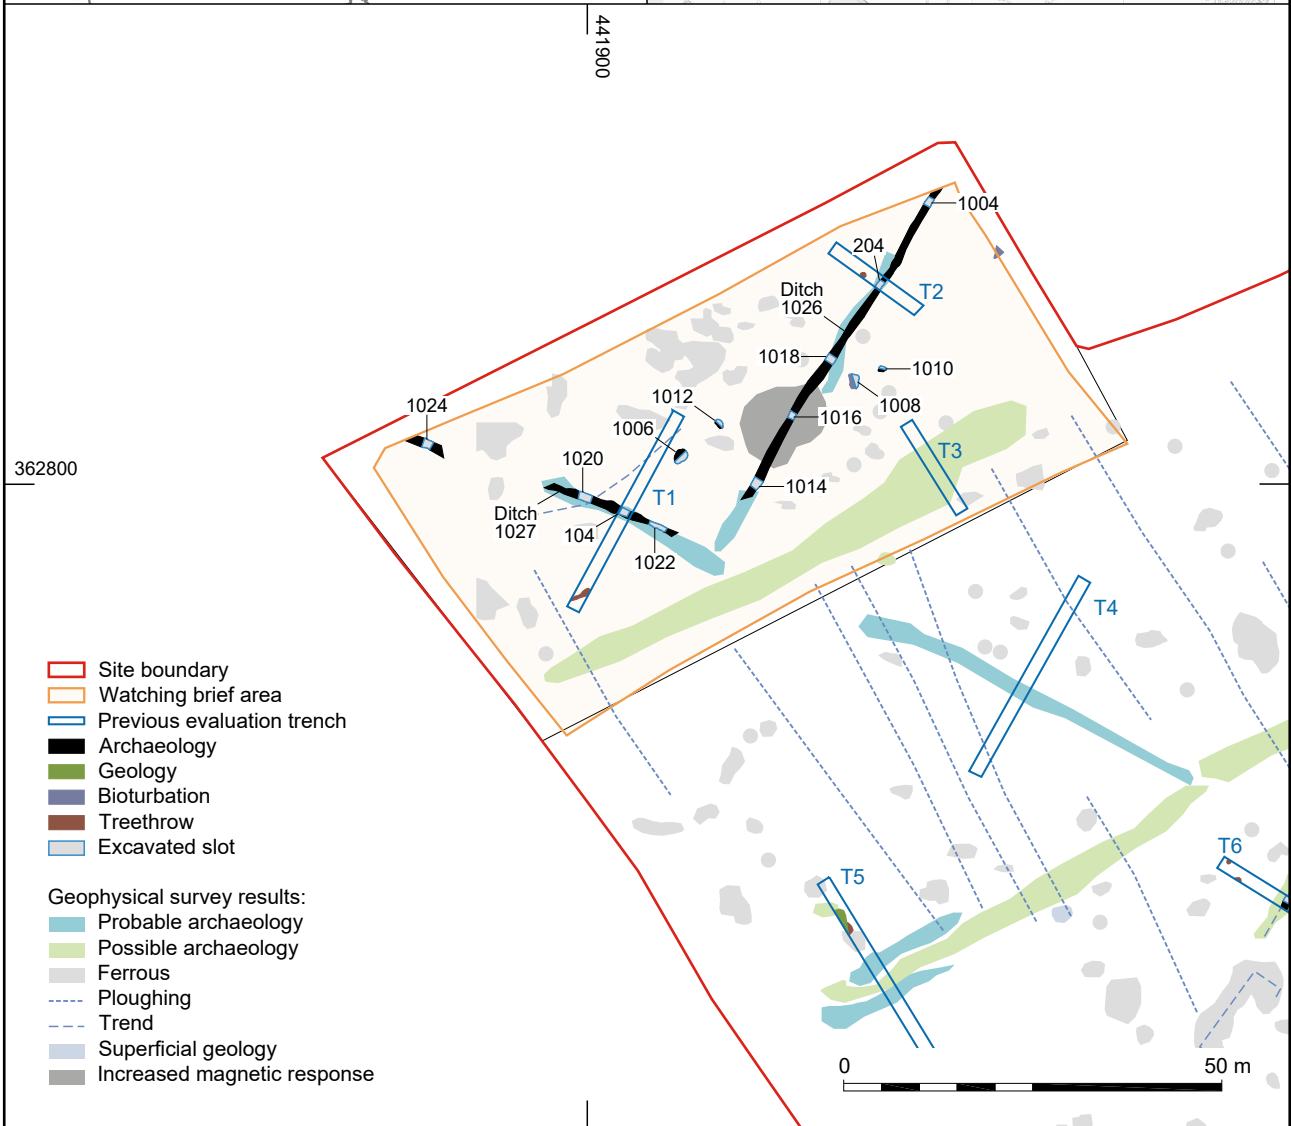 441900
1004
204
T2
Ditch
1026
1018
1010
1024
1012
1008
1016
1006
T3
362800
1020
T1
1014
Ditch
1027
104
1022
T4
Site boundary
Watching brief area
Previous evaluation trench
Archaeology
Geology
Bioturbation
Treethrow
Excavated slot
T6
T5
Geophysical survey results:
Probable archaeology
Possible archaeology
Ferrous
Ploughing
Trend
Superficial geology
Increased magnetic response
0
50 m